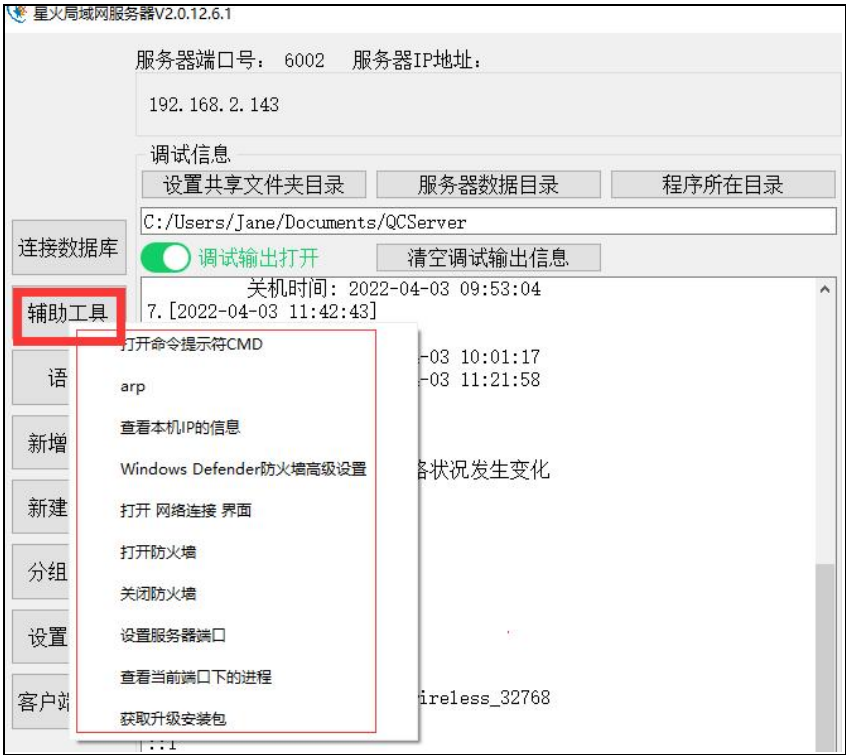 星火局域网服务器V2.0.12.6.1
服务器端口号: 6002 服务器IP地址:
192.168.2.143
调试信息
设置共享文件夹目录 服务器数据目录 程序所在目录
C:/Users/Jane/Documents/QCServer
连接数据库
调试输出打开 清空调试输出信息
关机时间: 2022-04-03 09:53:04
辅助工具
7.[2022-04-03 11:42:43]
打开命令提示符CMD
-03 10:01:17
语
arp
-03 11:21:58
查看本机IP的信息
新增
Windows Defender防火墙高级设置
状况发生变化
新建
打开 网络连接 界面
打开防火墙
分组
关闭防火墙
设置
设置服务器端口
查看当前端口下的进程
客户端
ireless_32768
获取升级安装包
::1